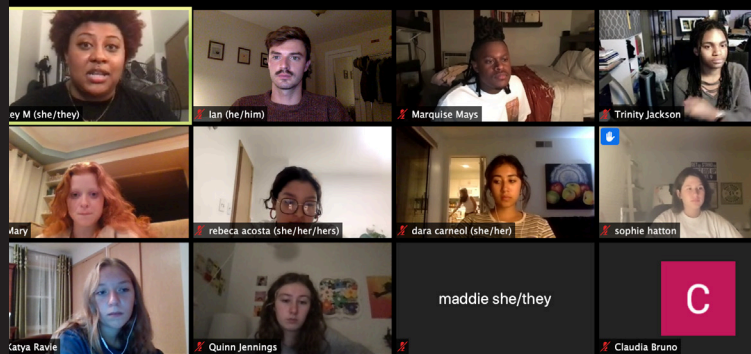 ey M (she/they)
Ian (he/him)
Marquise Mays
Trinity Jackson
Mary
rebeca acosta (she/her/hers)
dara carneol (she/her)
sophie hatton
Katya Ravie
Quinn Jennings
maddie she/they
C
Claudia Bruno